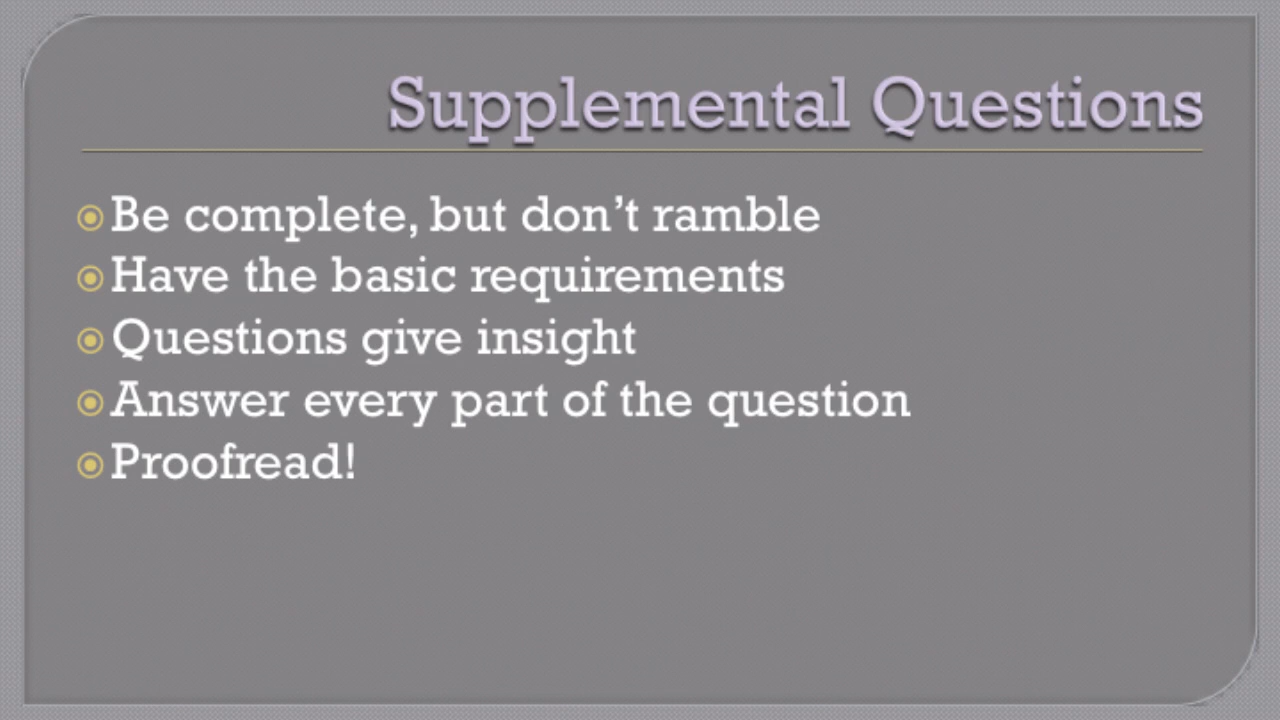 Supplemental Questions
Be complete, but don’t ramble
Have the basic requirements
Questions give insight
Answer every part of the question
Proofread!